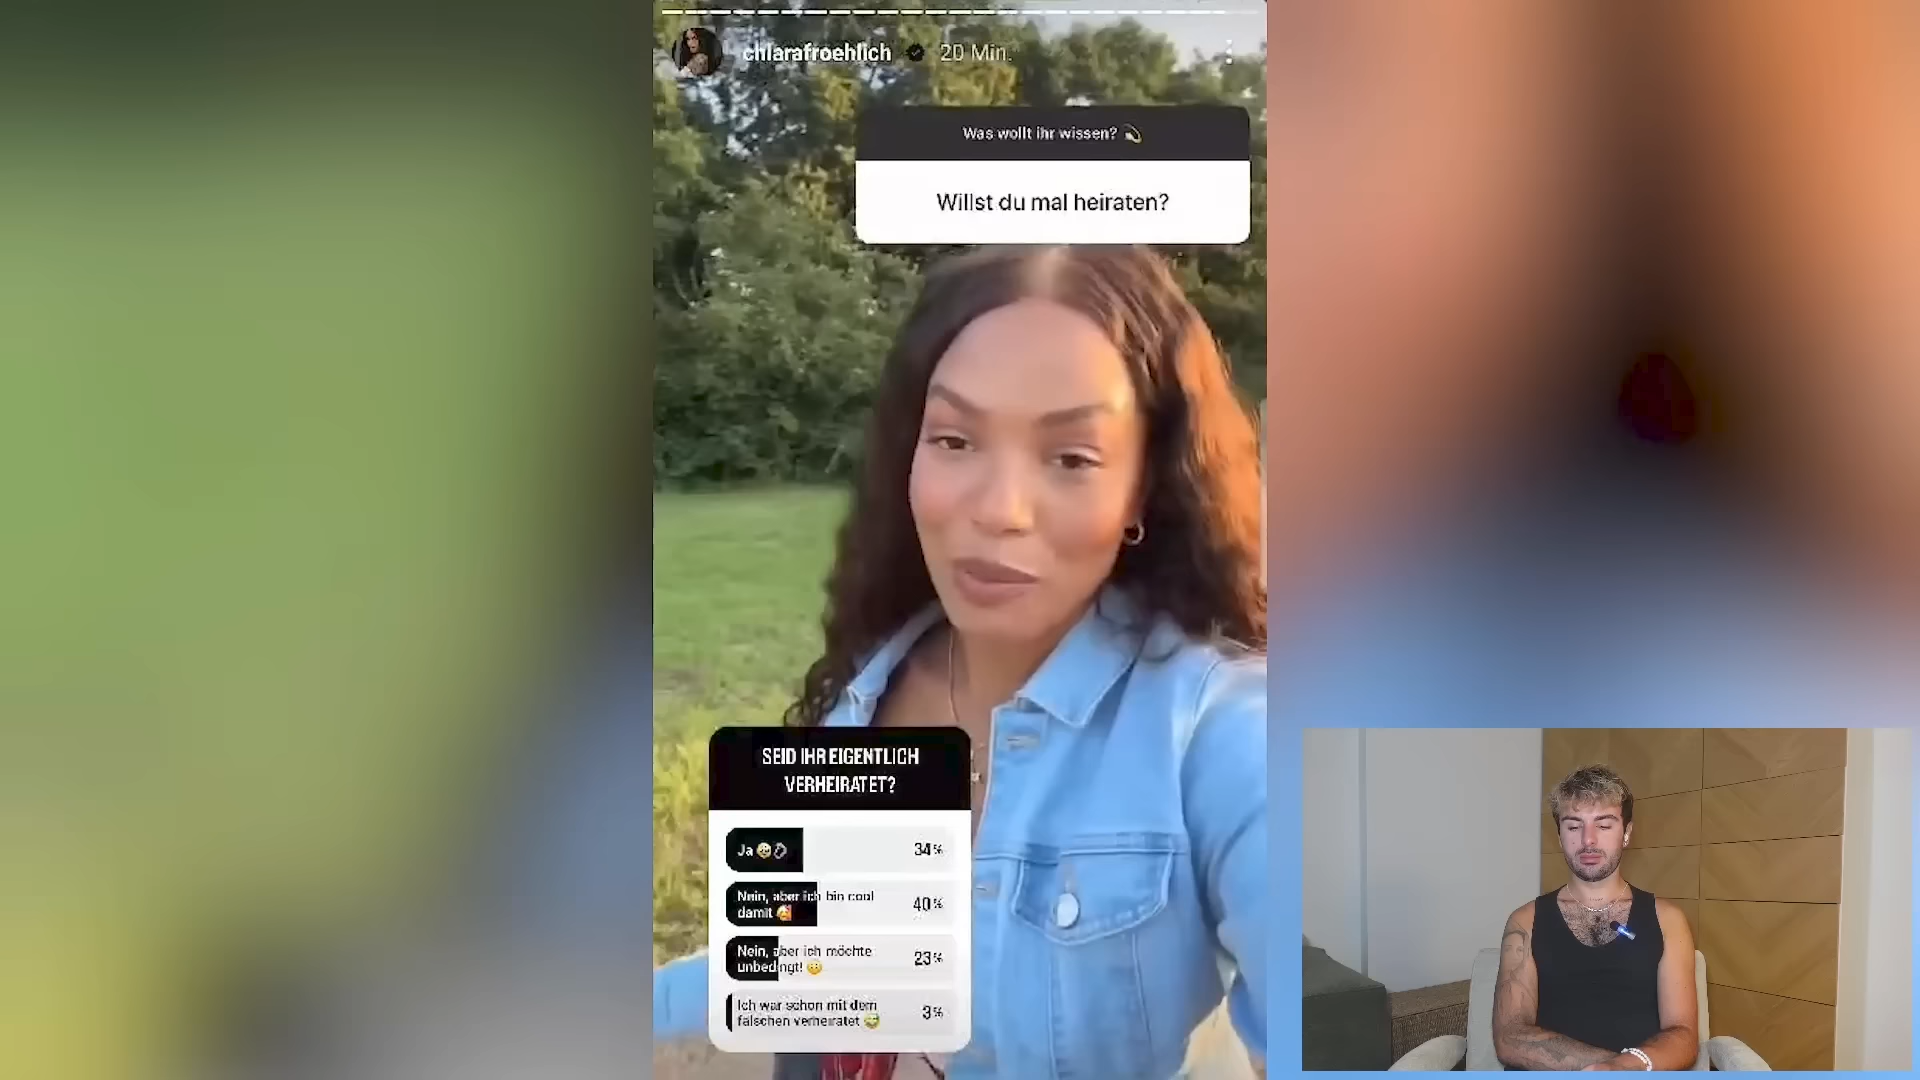 chiarafroehlich 20 Min.
Was wollt ihr wissen? 💫
Willst du mal heiraten?
SEID IHR EIGENTLICH
VERHEIRATET?
Ja 🥹💍 34%
Nein, aber ich bin cool
damit 🥰 40%
Nein, aber ich möchte
unbedingt! 🙂 23%
Ich war schon mit dem
falschen verheiratet 😅 3%